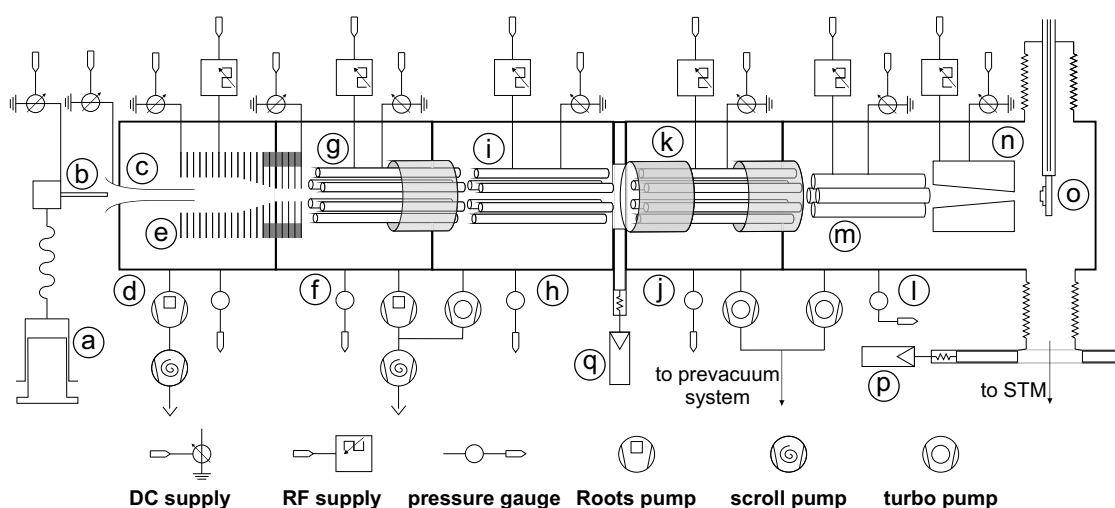 g
i
k
n
b
c
o
e
m
d
f
h
j
l
a
q
p
to prevacuum
system
to STM
DC supply
RF supply
pressure gauge
Roots pump
scroll pump
turbo pump